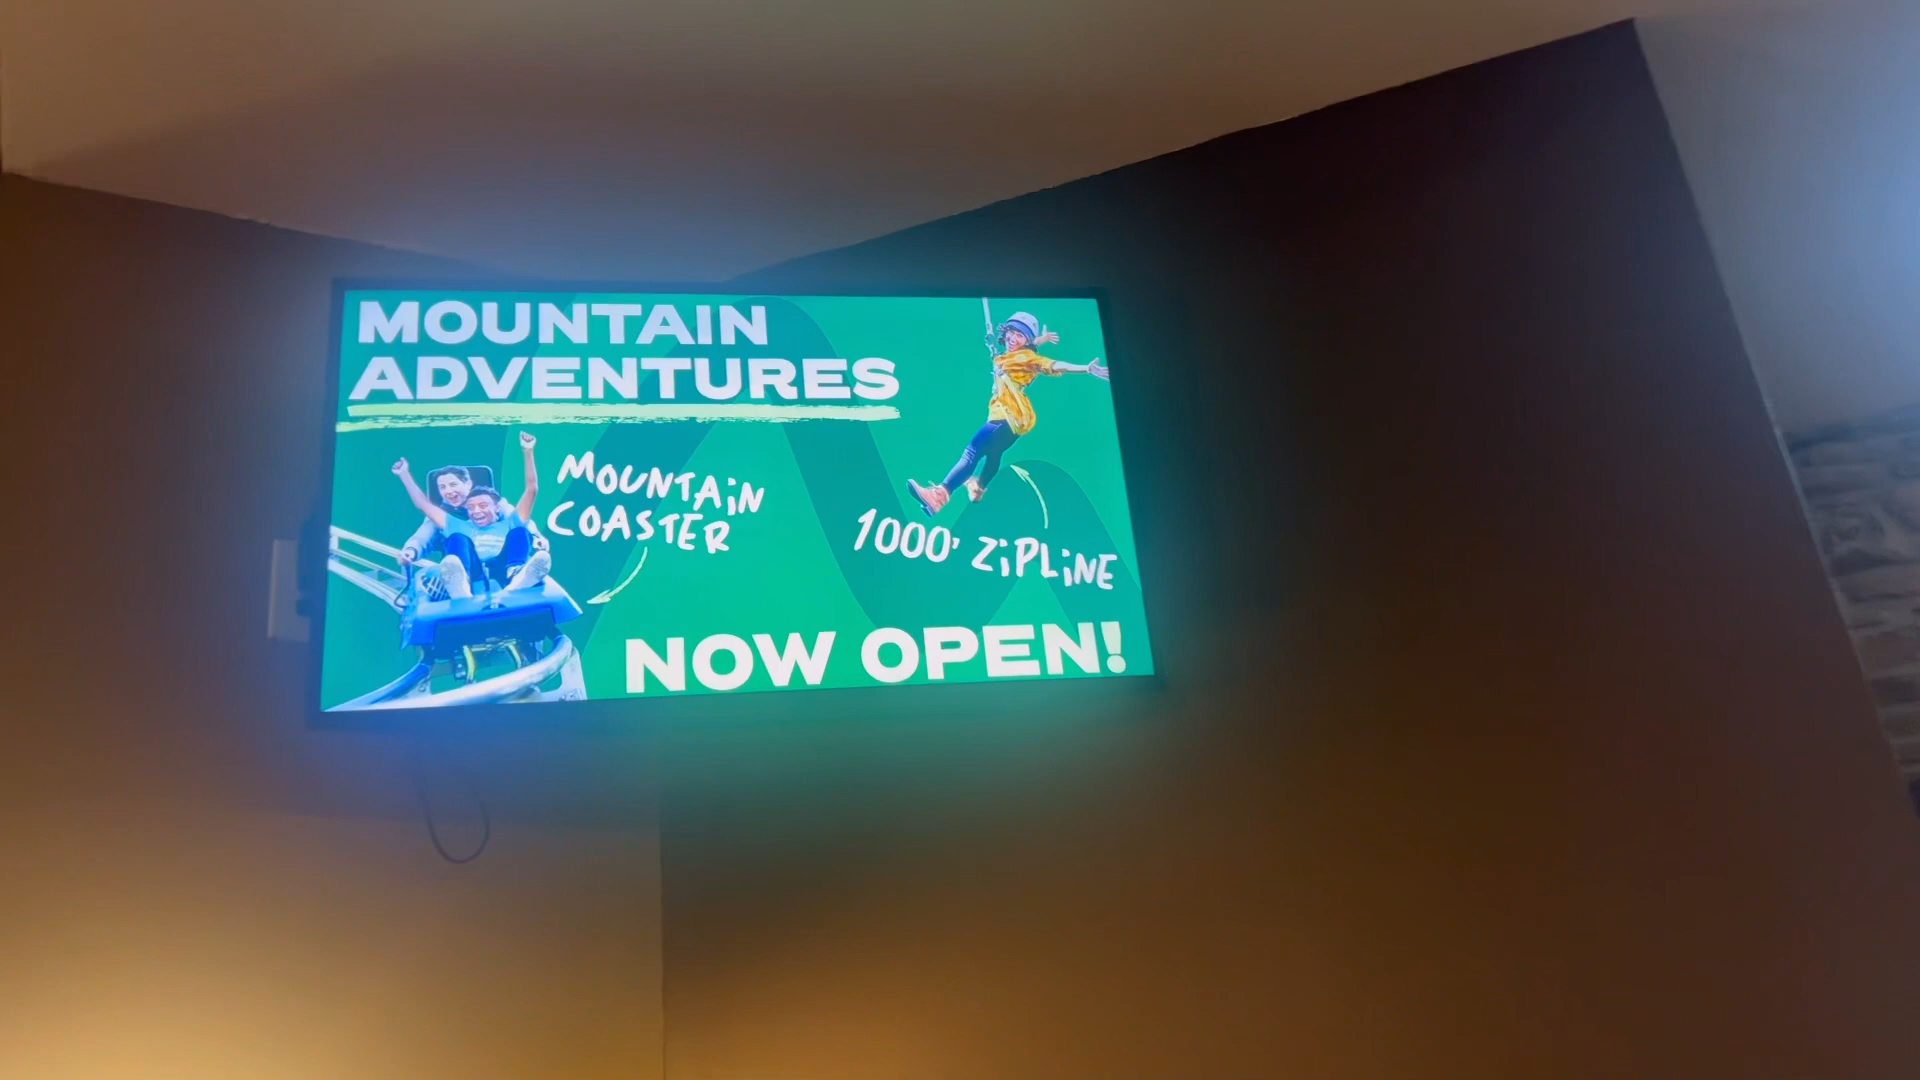 MOUNTAIN
ADVENTURES
MOUNTAiN
COASTER
1000' ZiPLiNE
NOW OPEN!